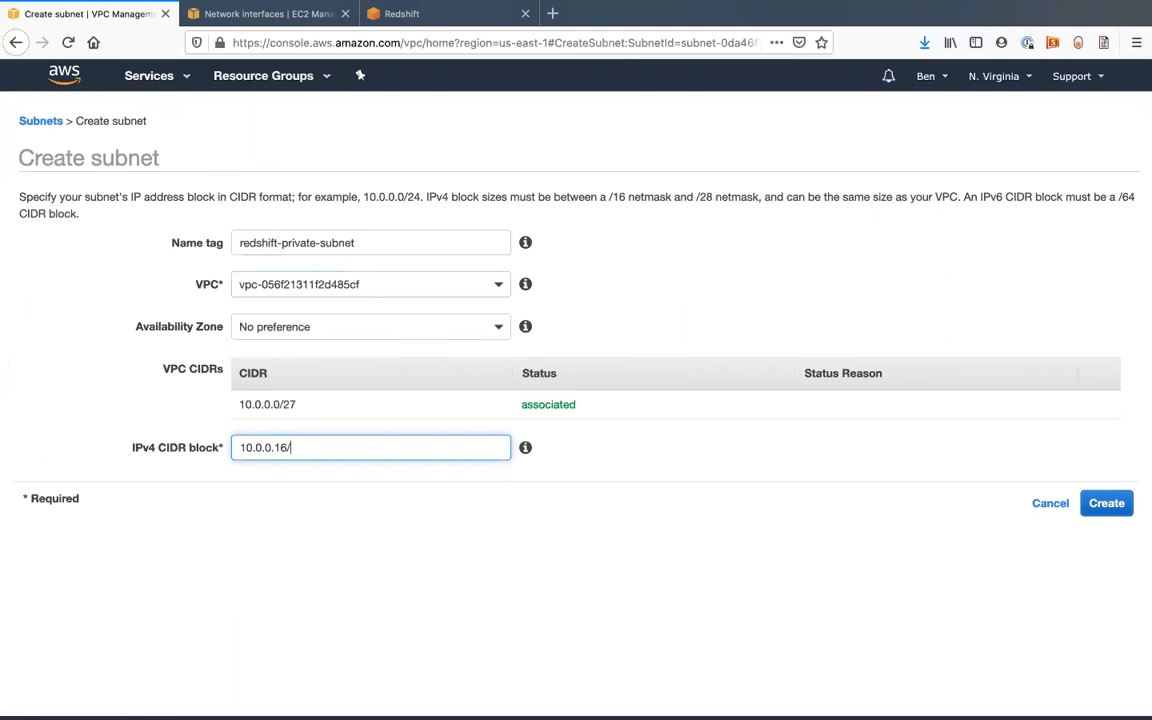 Create subnet | VPC Managem
Network interfaces | EC2 Mana
Redshift
https://console.aws.amazon.com/vpc/home?region=us-east-1#CreateSubnet:SubnetId=subnet-0da46f
aws
Services
Resource Groups
Ben
N. Virginia
Support
Subnets > Create subnet
Create subnet
Specify your subnet's IP address block in CIDR format; for example, 10.0.0.0/24. IPv4 block sizes must be between a /16 netmask and /28 netmask, and can be the same size as your VPC. An IPv6 CIDR block must be a /64
CIDR block.
Name tag redshift-private-subnet
VPC* vpc-056f21311f2d485cf
Availability Zone No preference
VPC CIDRs CIDR Status Status Reason
10.0.0.0/27 associated
IPv4 CIDR block* 10.0.0.16/
* Required
Cancel Create